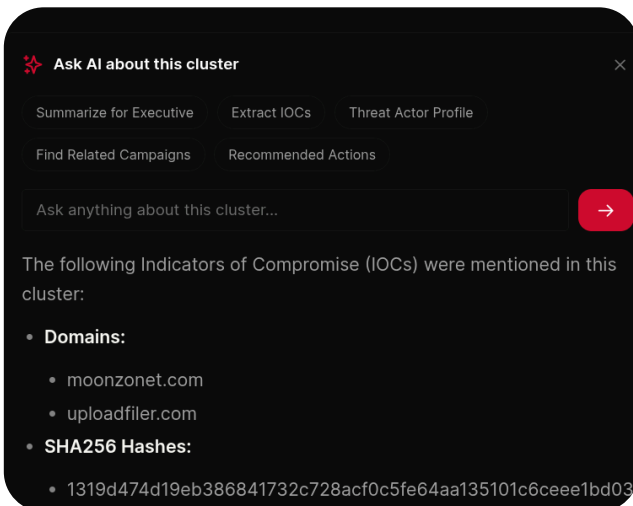 Ask AI about this cluster
Summarize for Executive
Extract IOCs
Threat Actor Profile
Find Related Campaigns
Recommended Actions
Ask anything about this cluster...
The following Indicators of Compromise (IOCs) were mentioned in this
cluster:
• Domains:
• moonzonet.com
• uploadfiler.com
• SHA256 Hashes:
• 1319d474d19eb386841732c728acf0c5fe64aa135101c6ceee1bd03